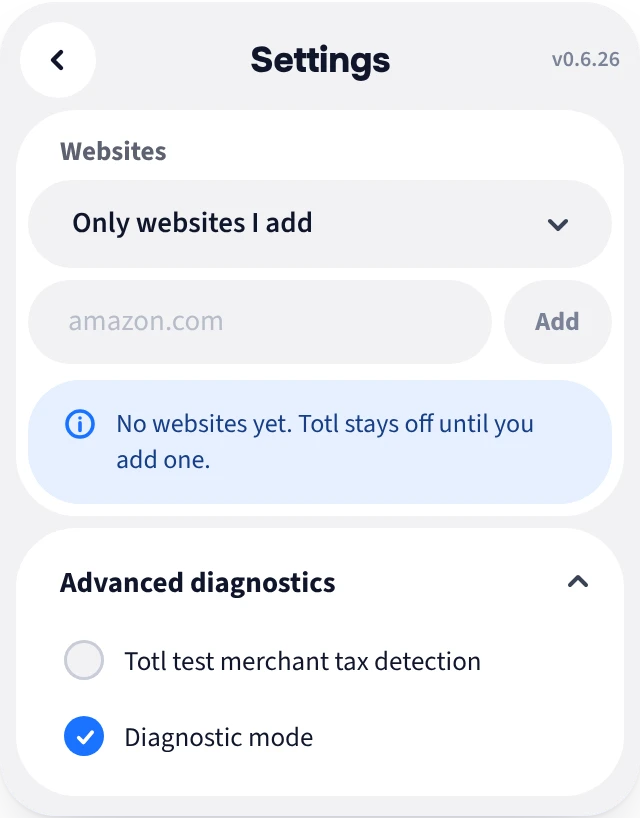 Settings
v0.6.26
Websites
Only websites I add
amazon.com
Add
No websites yet. Totl stays off until you
add one.
Advanced diagnostics
Totl test merchant tax detection
Diagnostic mode